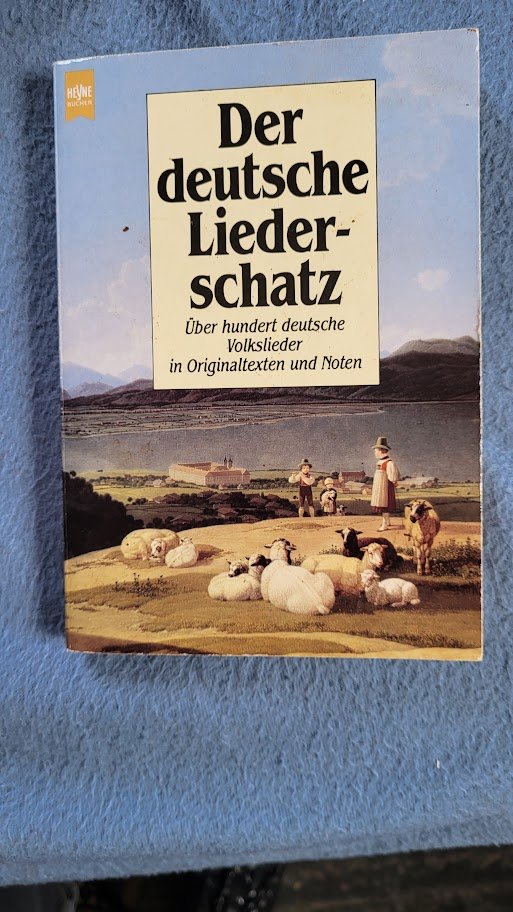 HEYNE
BÜCHER
Der
deutsche
Lieder-
schatz
Über hundert deutsche
Volkslieder
in Originaltexten und Noten